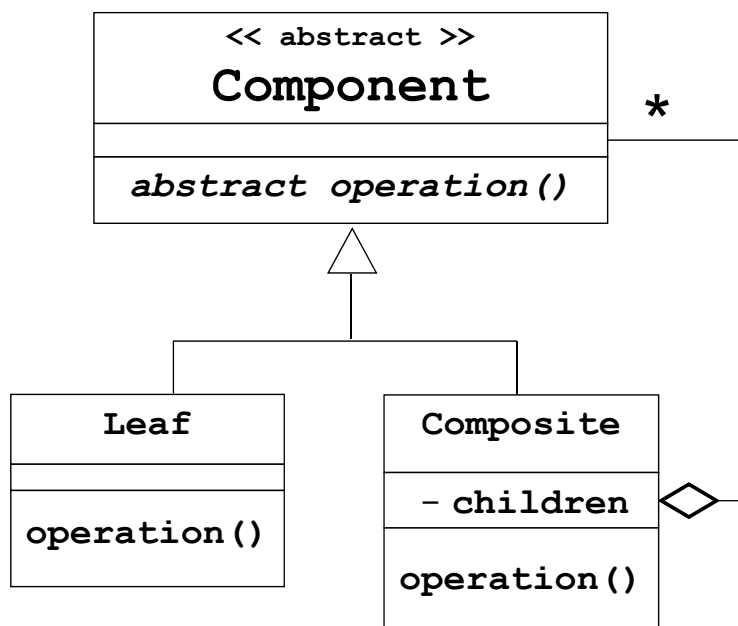 << abstract >>
Component
*
abstract operation()
Leaf
operation()
Composite
- children
operation()